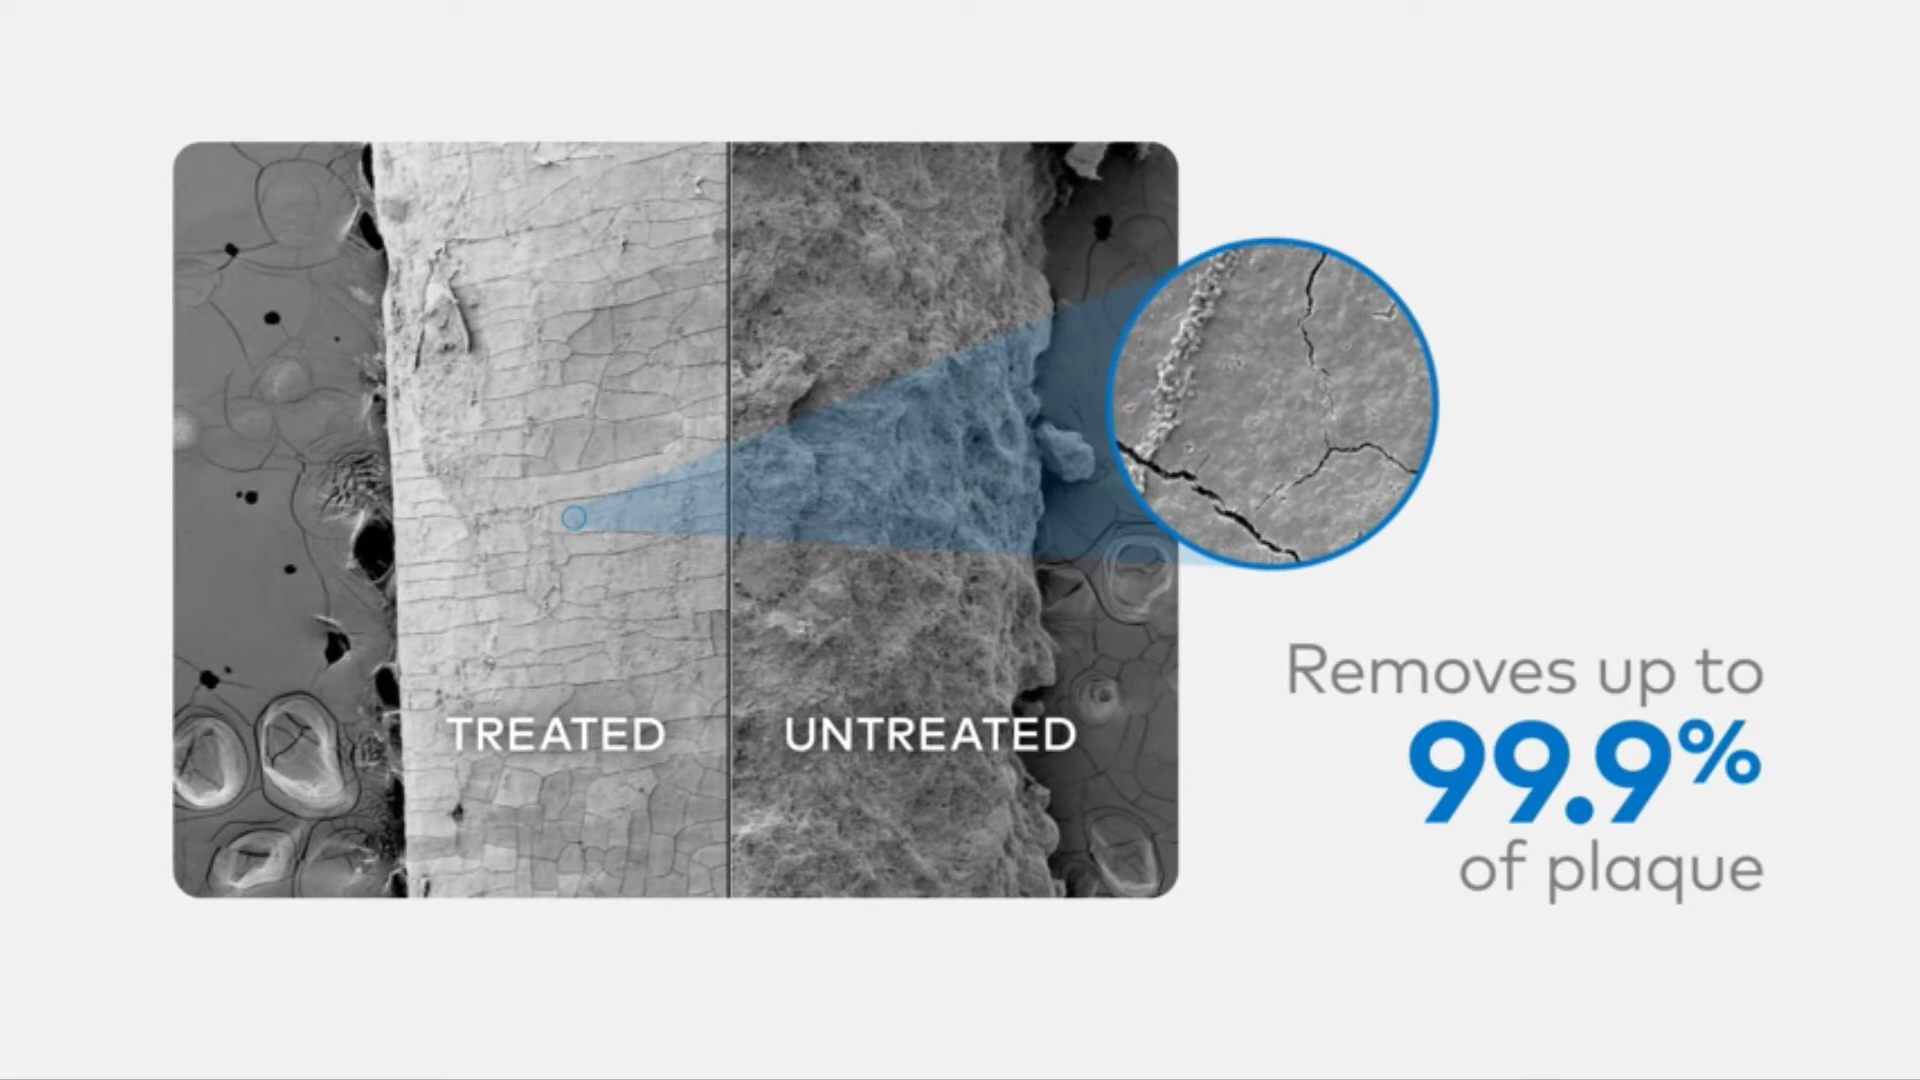 TREATED
UNTREATED
Removes up to
99.9%
of plaque